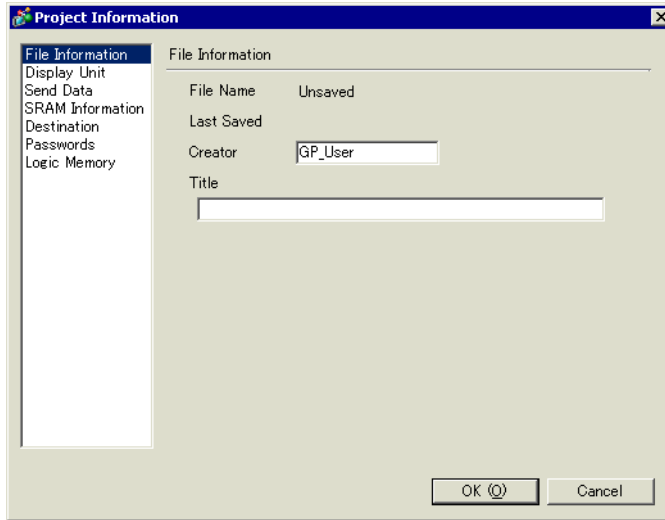 Project Information
File Information
Display Unit
Send Data
SRAM Information
Destination
Passwords
Logic Memory
File Information
File Name Unsaved
Last Saved
Creator GP_User
Title
OK (O) Cancel